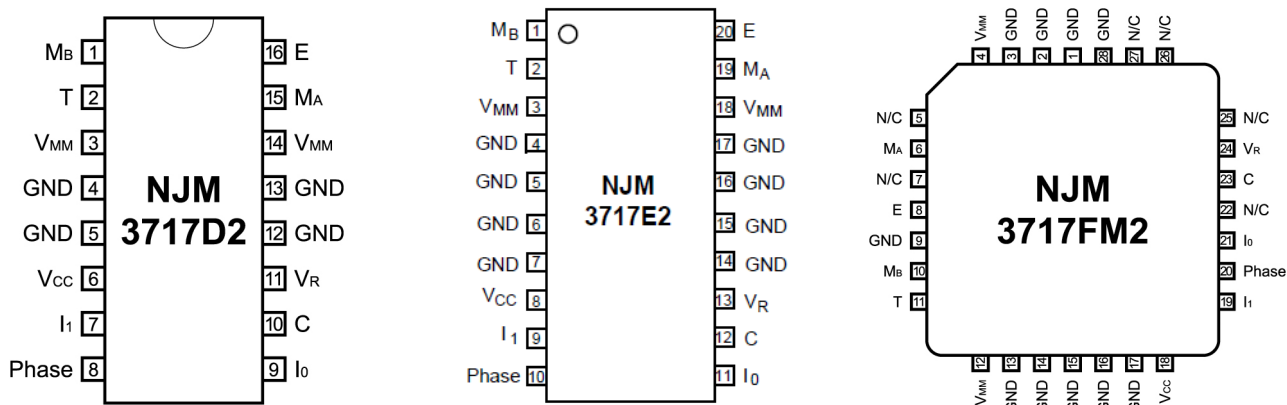 MB 1 16 E
T 2 15 MA
VMM 3 14 VMM
GND 4 13 GND
GND 5 12 GND
VCC 6 11 VR
I1 7 10 C
Phase 8 9 I0
NJM
3717D2
MB 1 20 E
T 2 19 MA
VMM 3 18 VMM
GND 4 17 GND
GND 5 16 GND
GND 6 15 GND
GND 7 14 GND
VCC 8 13 VR
I1 9 12 C
Phase 10 11 I0
NJM
3717E2
VMM GND GND GND GND N/C N/C
4 3 2 1 28 27 26
N/C 5 25 N/C
MA 6 24 VR
N/C 7 23 C
E 8 22 N/C
GND 9 21 I0
MB 10 20 Phase
T 11 19 I1
NJM
3717FM2
12 13 14 15 16 17 18
VMM GND GND GND GND GND VCC